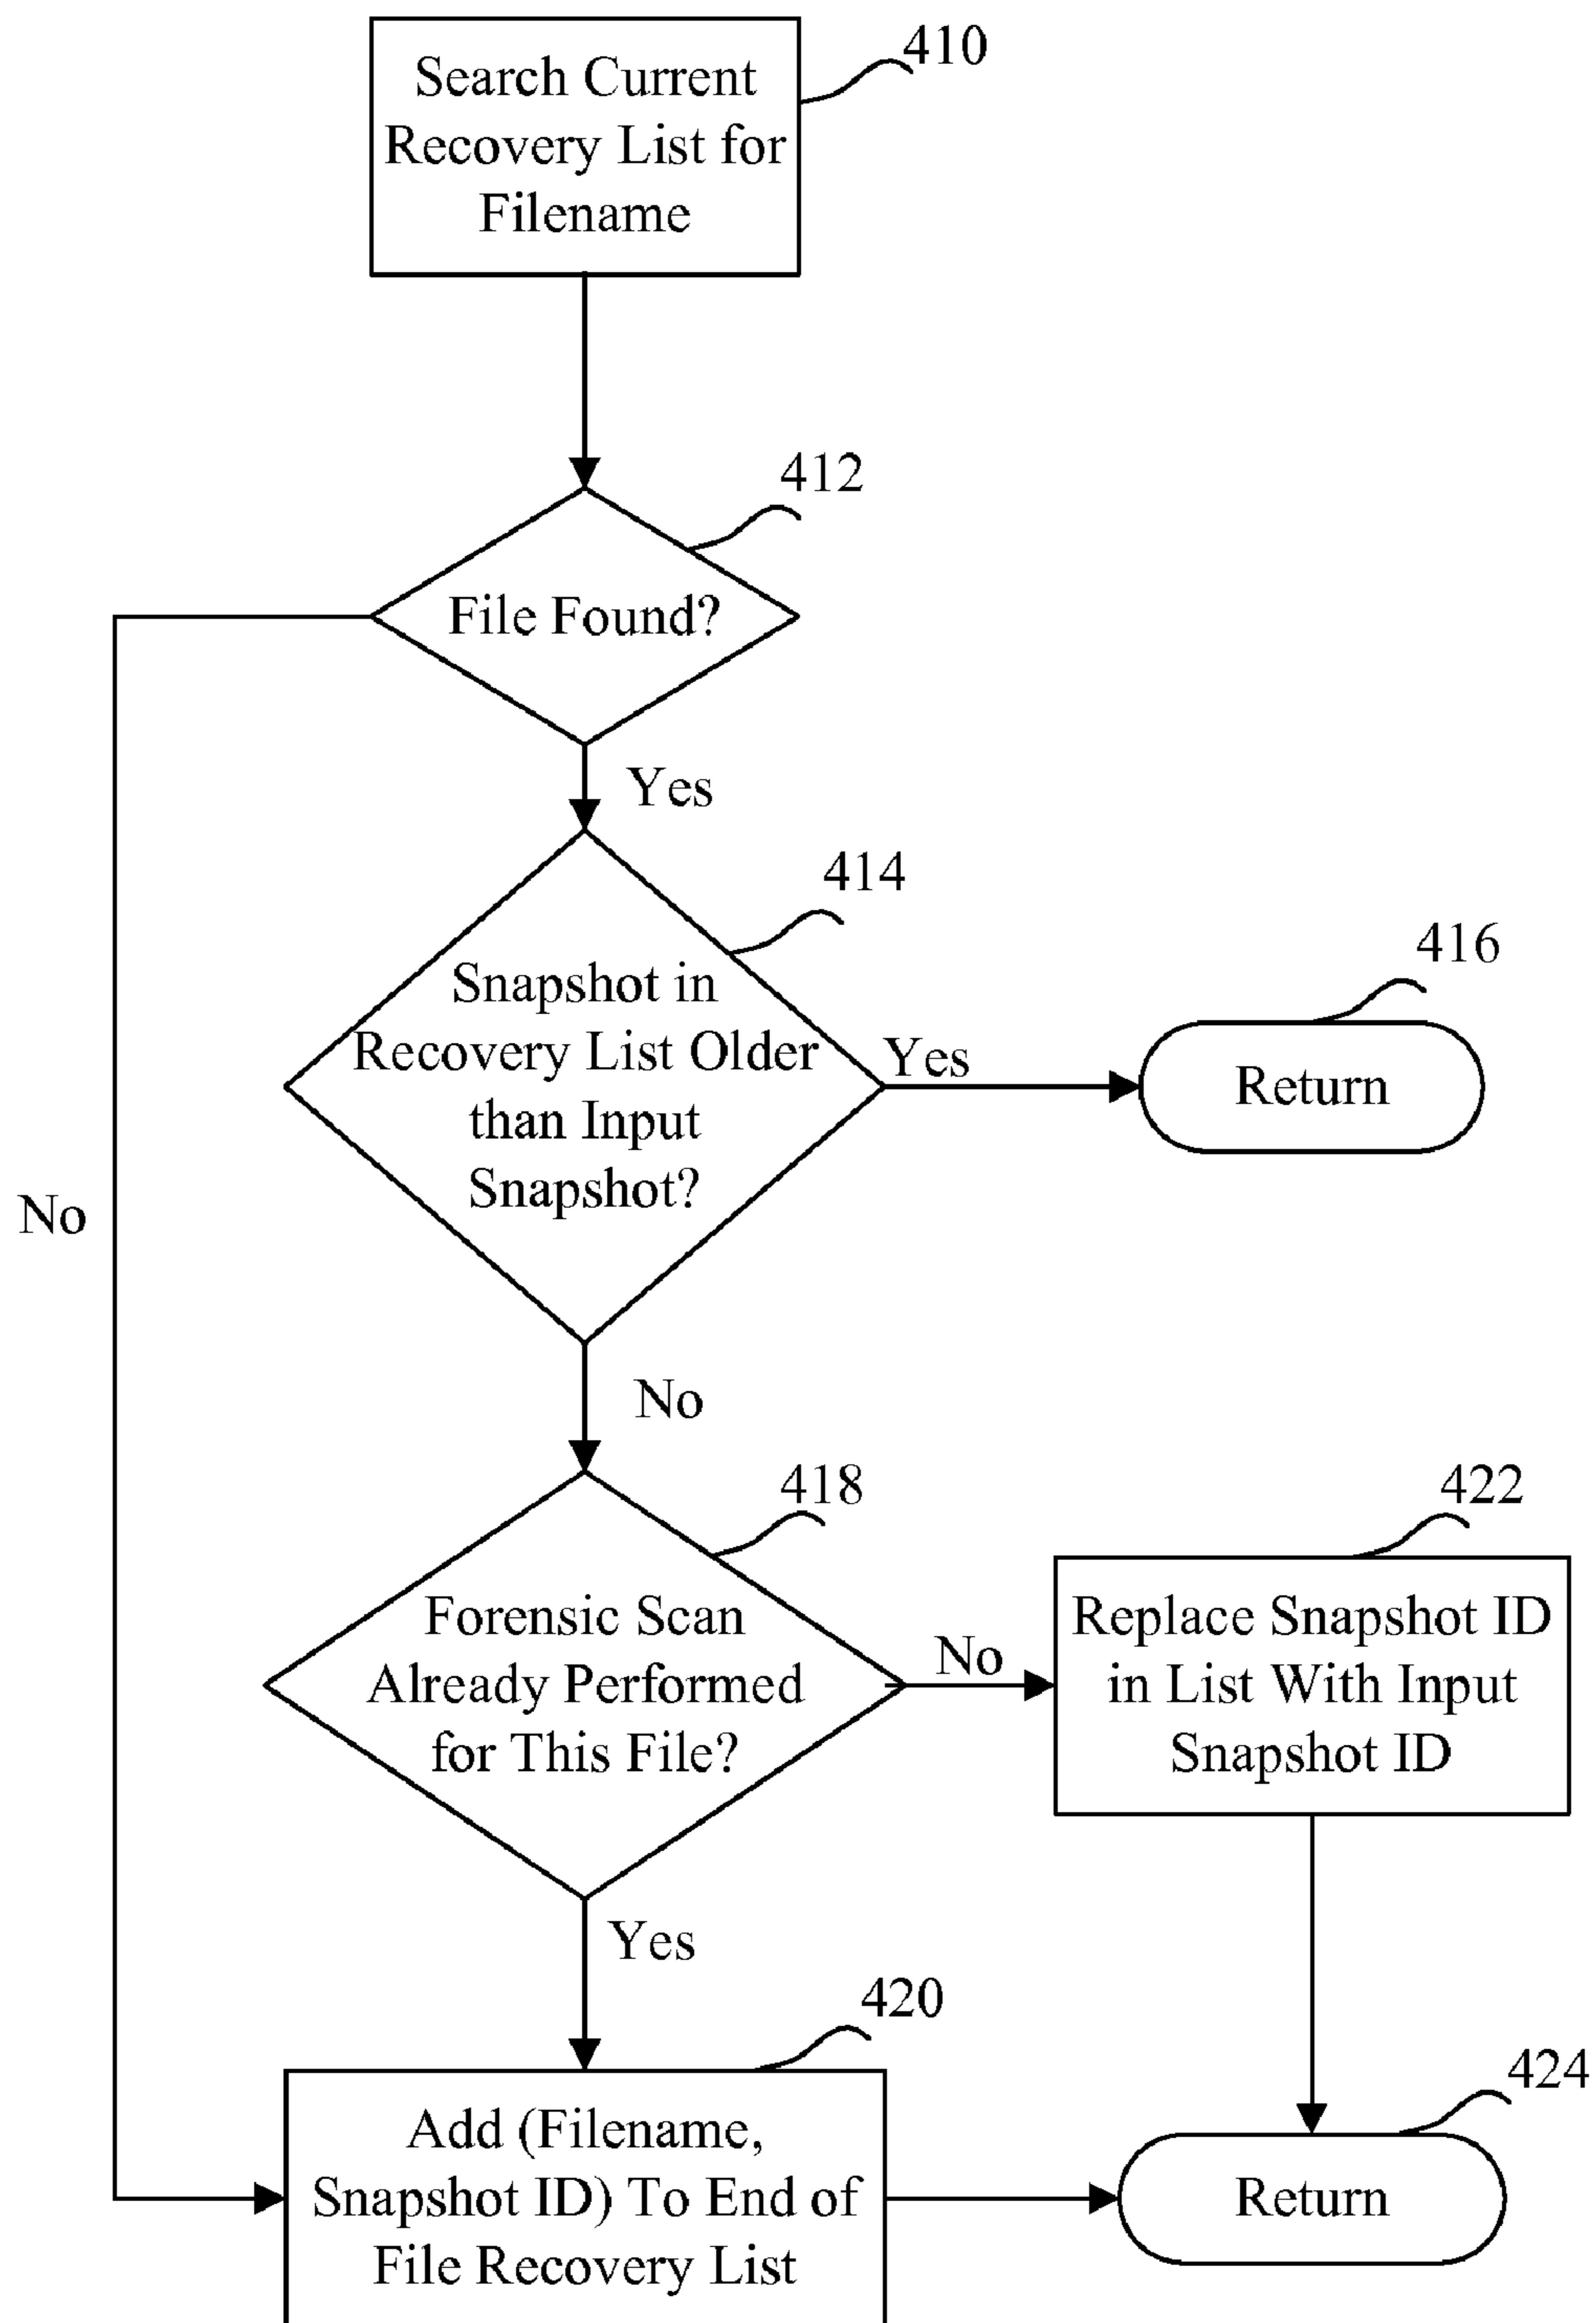 Search Current
Recovery List for
Filename
410
412
File Found?
Yes
414
Snapshot in
Recovery List Older
than Input
Snapshot?
Yes
416
Return
No
No
418
Forensic Scan
Already Performed
for This File?
No
422
Replace Snapshot ID
in List With Input
Snapshot ID
Yes
420
Add (Filename,
Snapshot ID) To End of
File Recovery List
424
Return